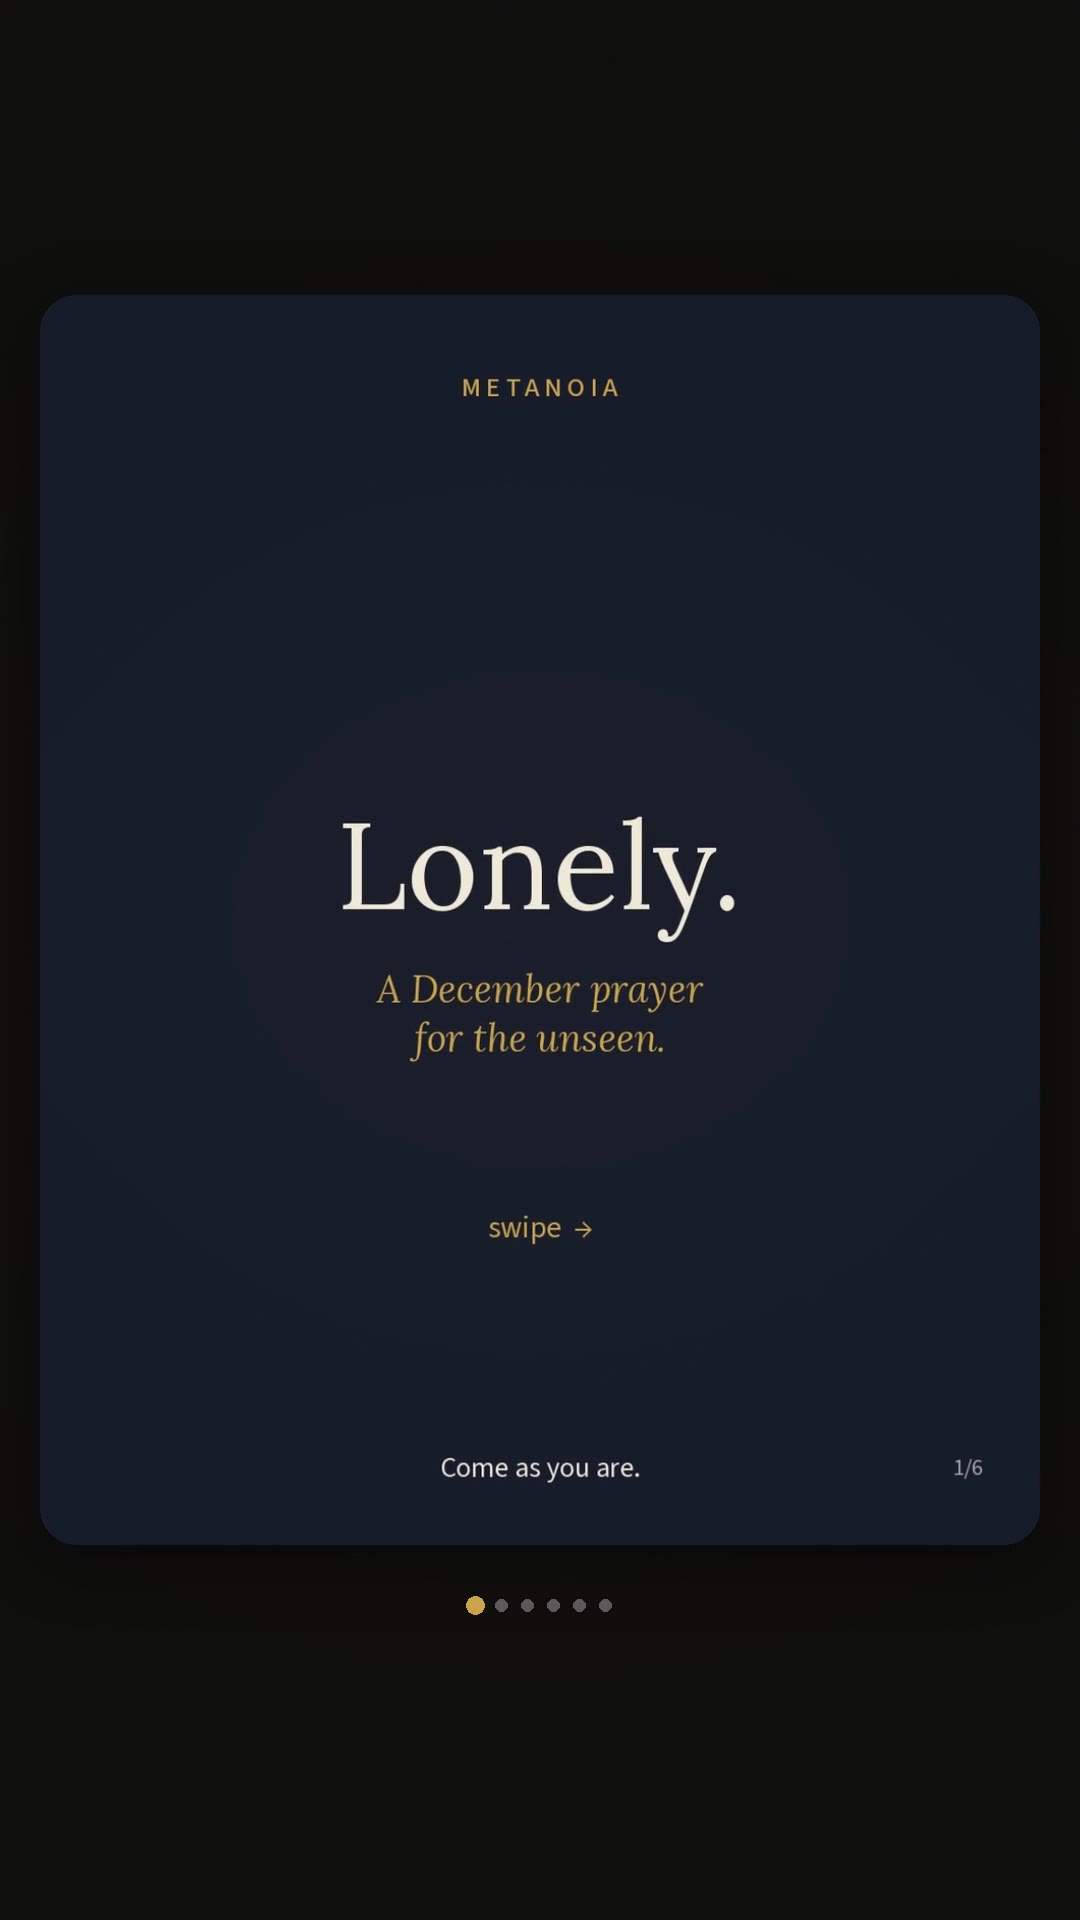 METANOIA
Lonely.
A December prayer
for the unseen.
swipe →
Come as you are.
1/6